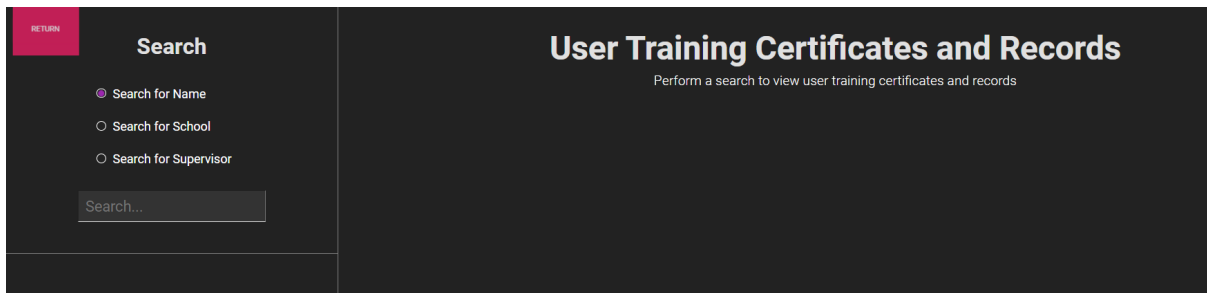 RETURN
Search
Search for Name
Search for School
Search for Supervisor
Search...
User Training Certificates and Records
Perform a search to view user training certificates and records